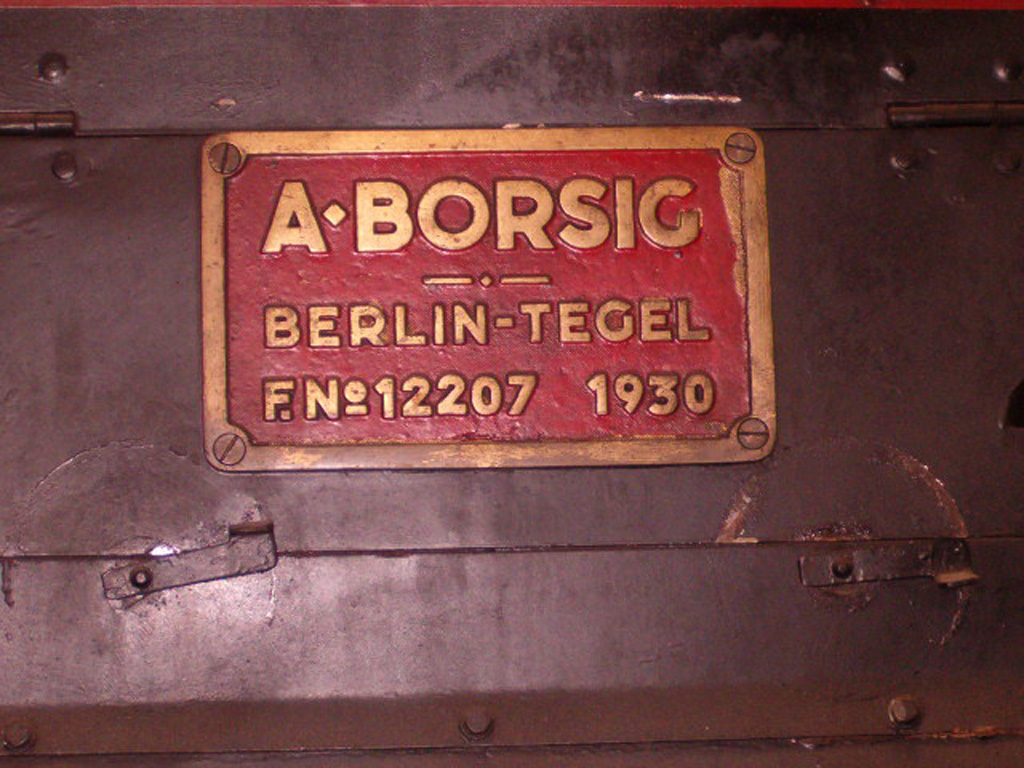 A·BORSIG
BERLIN-TEGEL
F.Nº12207 1930